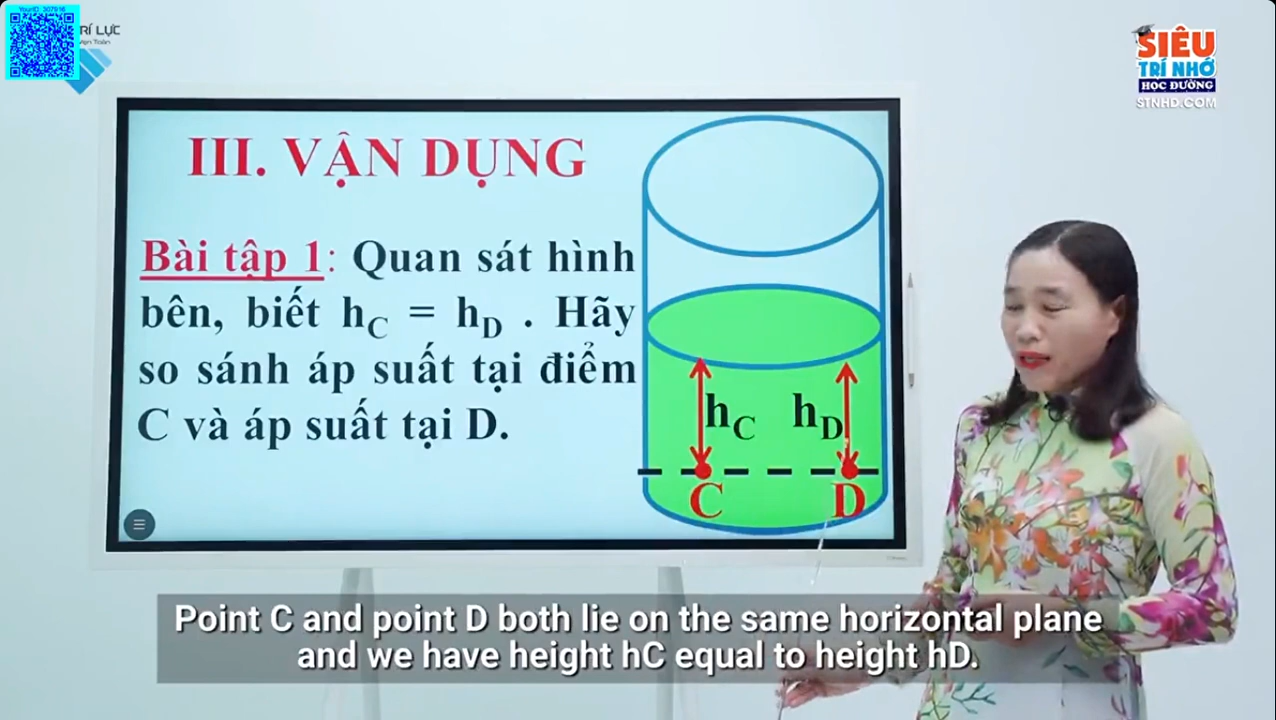 YourID: 307916
RÍ LỰC
SIÊU
TRÍ NHỚ
HỌC ĐƯỜNG
STNHD.COM
III. VẬN DỤNG
Bài tập 1: Quan sát hình
bên, biết hC = hD . Hãy
so sánh áp suất tại điểm
C và áp suất tại D.
hC hD
C D
Point C and point D both lie on the same horizontal plane
and we have height hC equal to height hD.